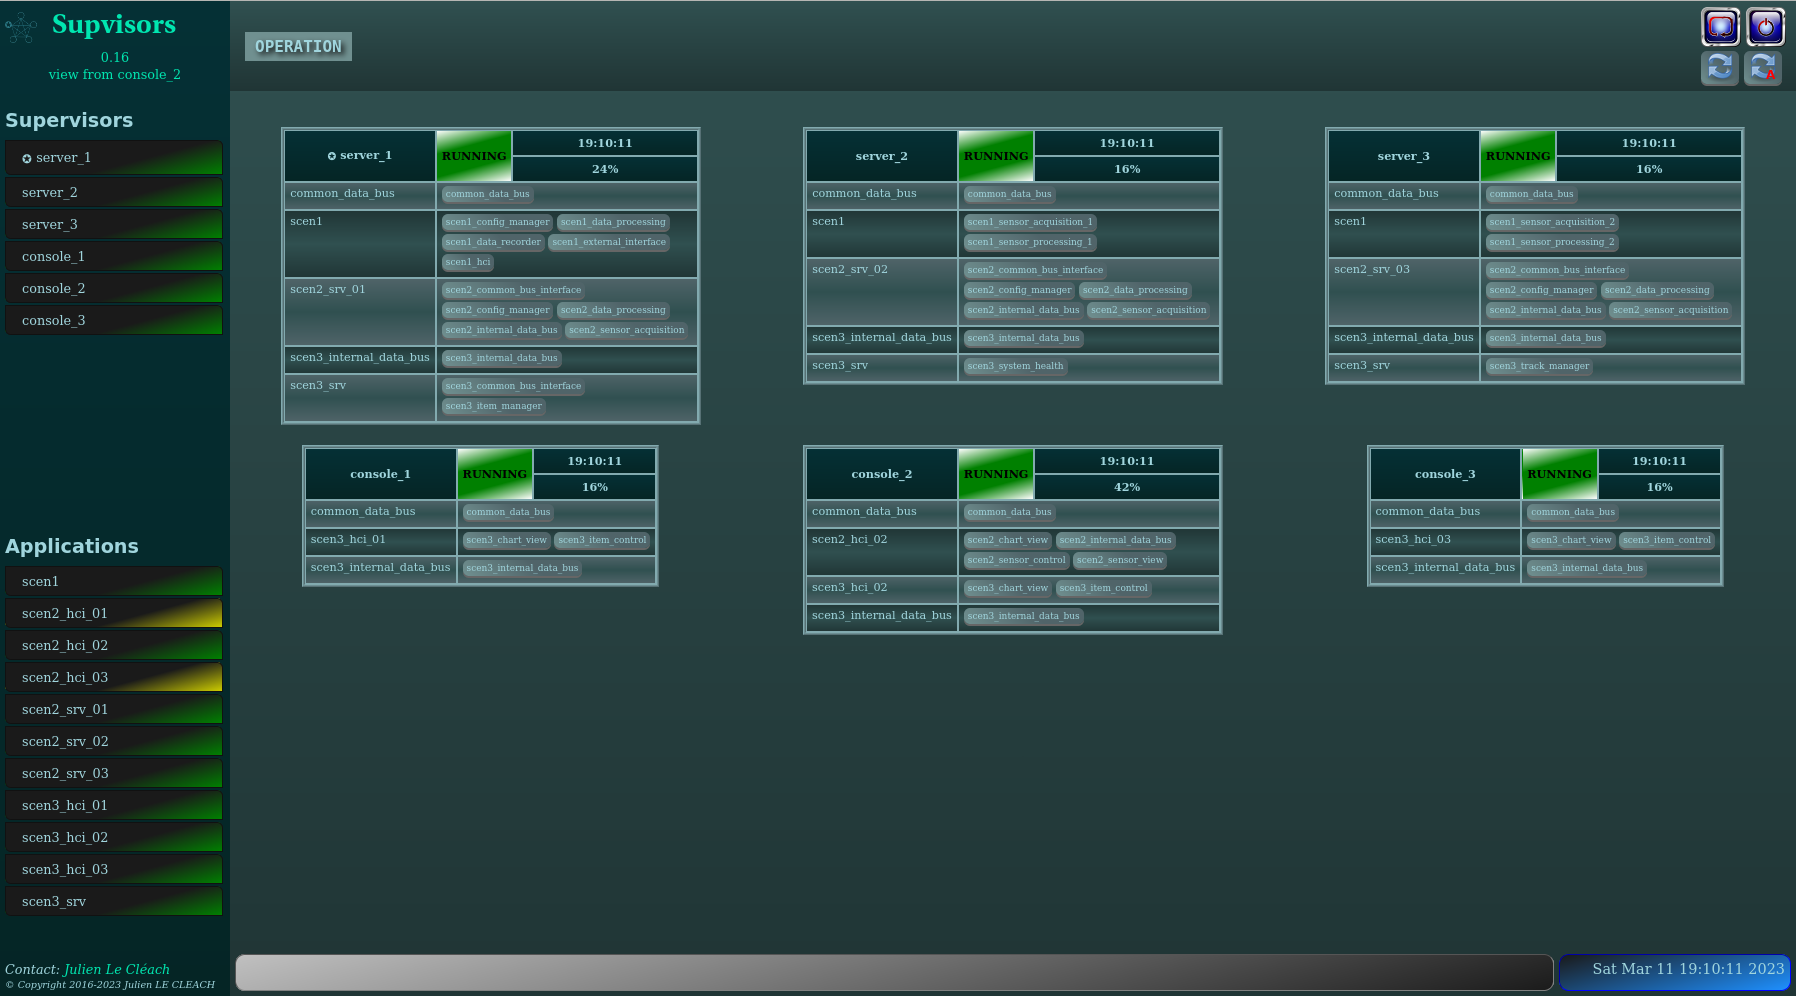 Supvisors
0.16
view from console_2
Supervisors
✪ server_1
server_2
server_3
console_1
console_2
console_3
Applications
scen1
scen2_hci_01
scen2_hci_02
scen2_hci_03
scen2_srv_01
scen2_srv_02
scen2_srv_03
scen3_hci_01
scen3_hci_02
scen3_hci_03
scen3_srv
Contact: Julien Le Cléach
© Copyright 2016-2023 Julien LE CLEACH
OPERATION
A
✪ server_1 RUNNING 19:10:11
24%
common_data_bus common_data_bus
scen1 scen1_config_manager scen1_data_processing
scen1_data_recorder scen1_external_interface
scen1_hci
scen2_srv_01 scen2_common_bus_interface
scen2_config_manager scen2_data_processing
scen2_internal_data_bus scen2_sensor_acquisition
scen3_internal_data_bus scen3_internal_data_bus
scen3_srv scen3_common_bus_interface
scen3_item_manager
server_2 RUNNING 19:10:11
16%
common_data_bus common_data_bus
scen1 scen1_sensor_acquisition_1
scen1_sensor_processing_1
scen2_srv_02 scen2_common_bus_interface
scen2_config_manager scen2_data_processing
scen2_internal_data_bus scen2_sensor_acquisition
scen3_internal_data_bus scen3_internal_data_bus
scen3_srv scen3_system_health
server_3 RUNNING 19:10:11
16%
common_data_bus common_data_bus
scen1 scen1_sensor_acquisition_2
scen1_sensor_processing_2
scen2_srv_03 scen2_common_bus_interface
scen2_config_manager scen2_data_processing
scen2_internal_data_bus scen2_sensor_acquisition
scen3_internal_data_bus scen3_internal_data_bus
scen3_srv scen3_track_manager
console_1 RUNNING 19:10:11
16%
common_data_bus common_data_bus
scen3_hci_01 scen3_chart_view scen3_item_control
scen3_internal_data_bus scen3_internal_data_bus
console_2 RUNNING 19:10:11
42%
common_data_bus common_data_bus
scen2_hci_02 scen2_chart_view scen2_internal_data_bus
scen2_sensor_control scen2_sensor_view
scen3_hci_02 scen3_chart_view scen3_item_control
scen3_internal_data_bus scen3_internal_data_bus
console_3 RUNNING 19:10:11
16%
common_data_bus common_data_bus
scen3_hci_03 scen3_chart_view scen3_item_control
scen3_internal_data_bus scen3_internal_data_bus
Sat Mar 11 19:10:11 2023